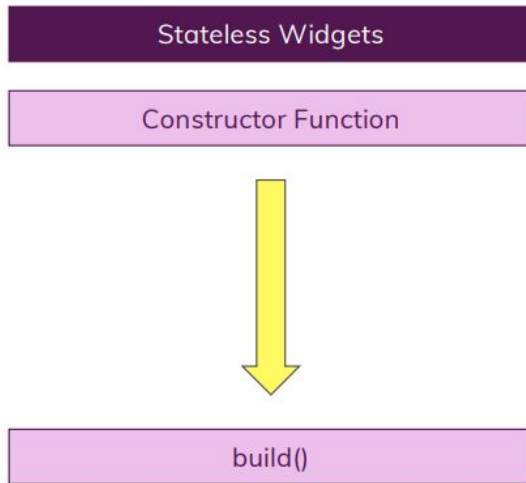 Stateless Widgets
Constructor Function
build()